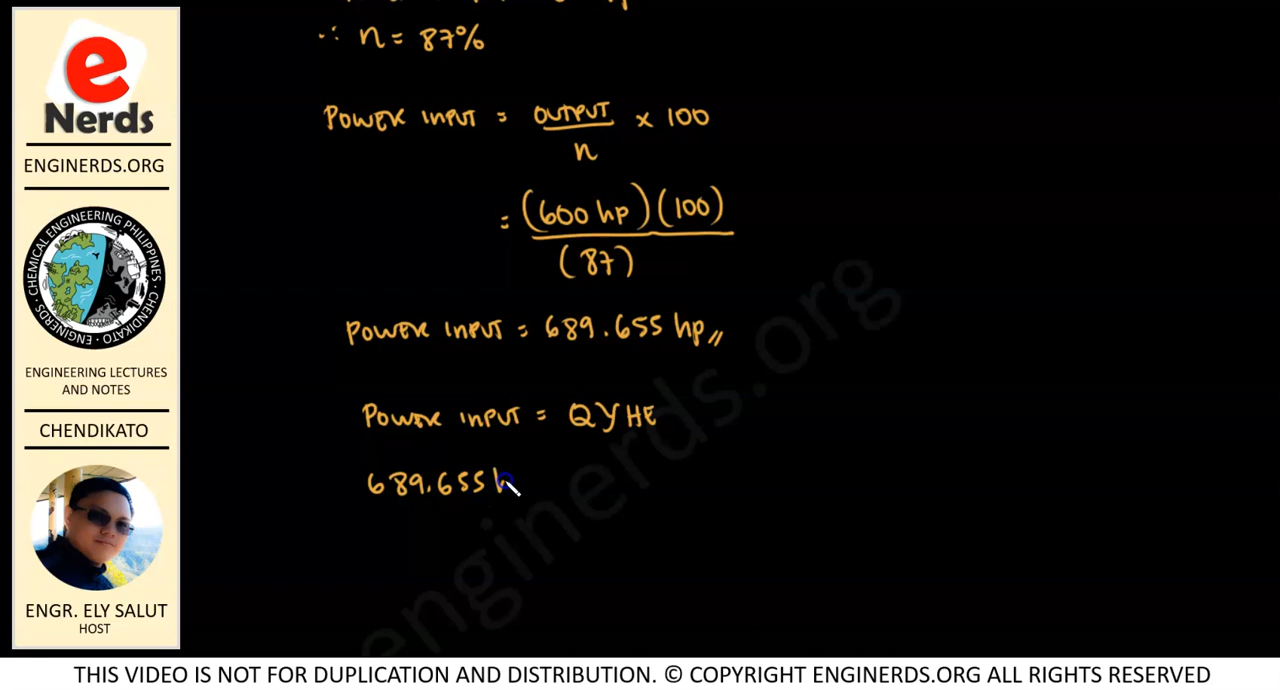 e
Nerds
ENGINERDS.ORG
CHEMICAL ENGINEERING PHILIPPINES • CHENDIKATO • ENGINERDS •
ENGINEERING LECTURES
AND NOTES
CHENDIKATO
ENGR. ELY SALUT
HOST
∴ n = 87%
POWER INPUT = OUTPUT / n × 100
= (600 hp)(100) / (87)
POWER INPUT = 689.655 hp //
POWER INPUT = QγHE
689.655 h
enginerds.org
THIS VIDEO IS NOT FOR DUPLICATION AND DISTRIBUTION. © COPYRIGHT ENGINERDS.ORG ALL RIGHTS RESERVED